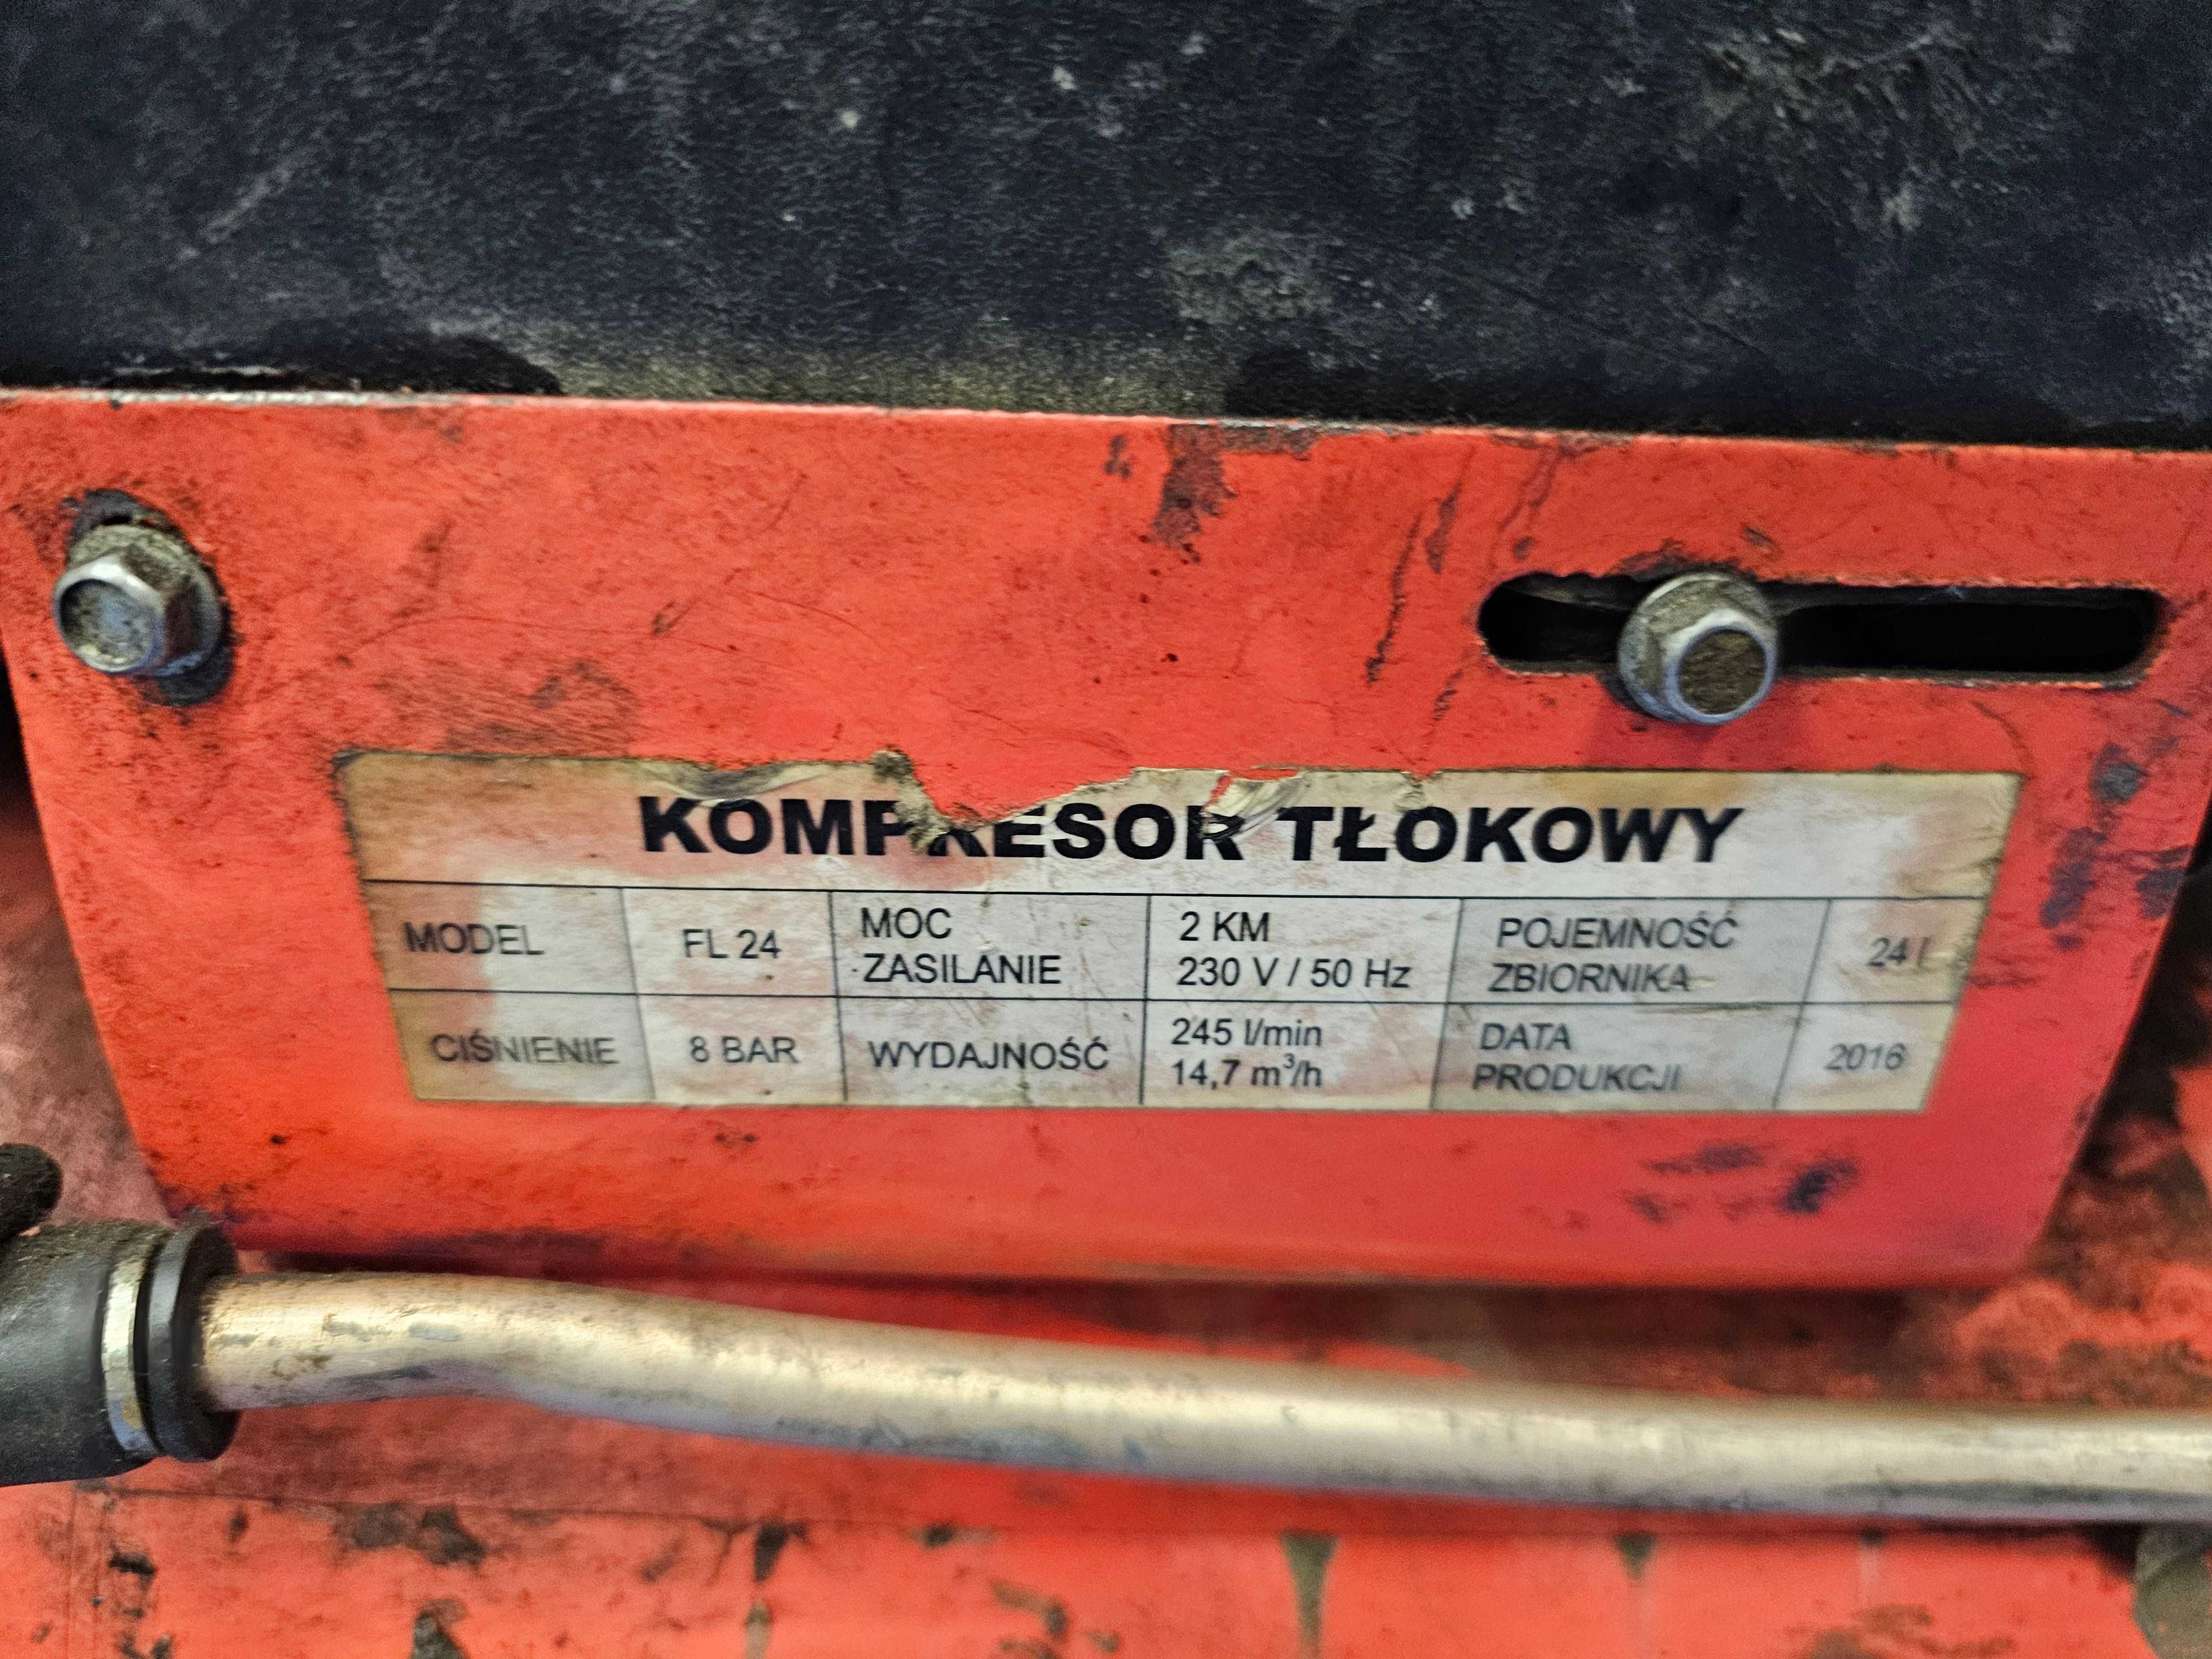 KOMPRESOR TŁOKOWY
MODEL FL 24 MOC 2 KM POJEMNOŚĆ 24 l
ZASILANIE 230 V / 50 Hz ZBIORNIKA
CIŚNIENIE 8 BAR WYDAJNOŚĆ 245 l/min DATA 2016
14,7 m³/h PRODUKCJI